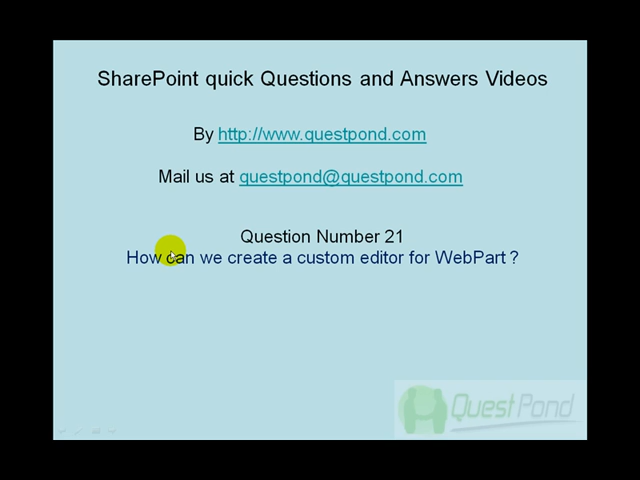 SharePoint quick Questions and Answers Videos
By http://www.questpond.com
Mail us at questpond@questpond.com
Question Number 21
How can we create a custom editor for WebPart ?
QuestPond